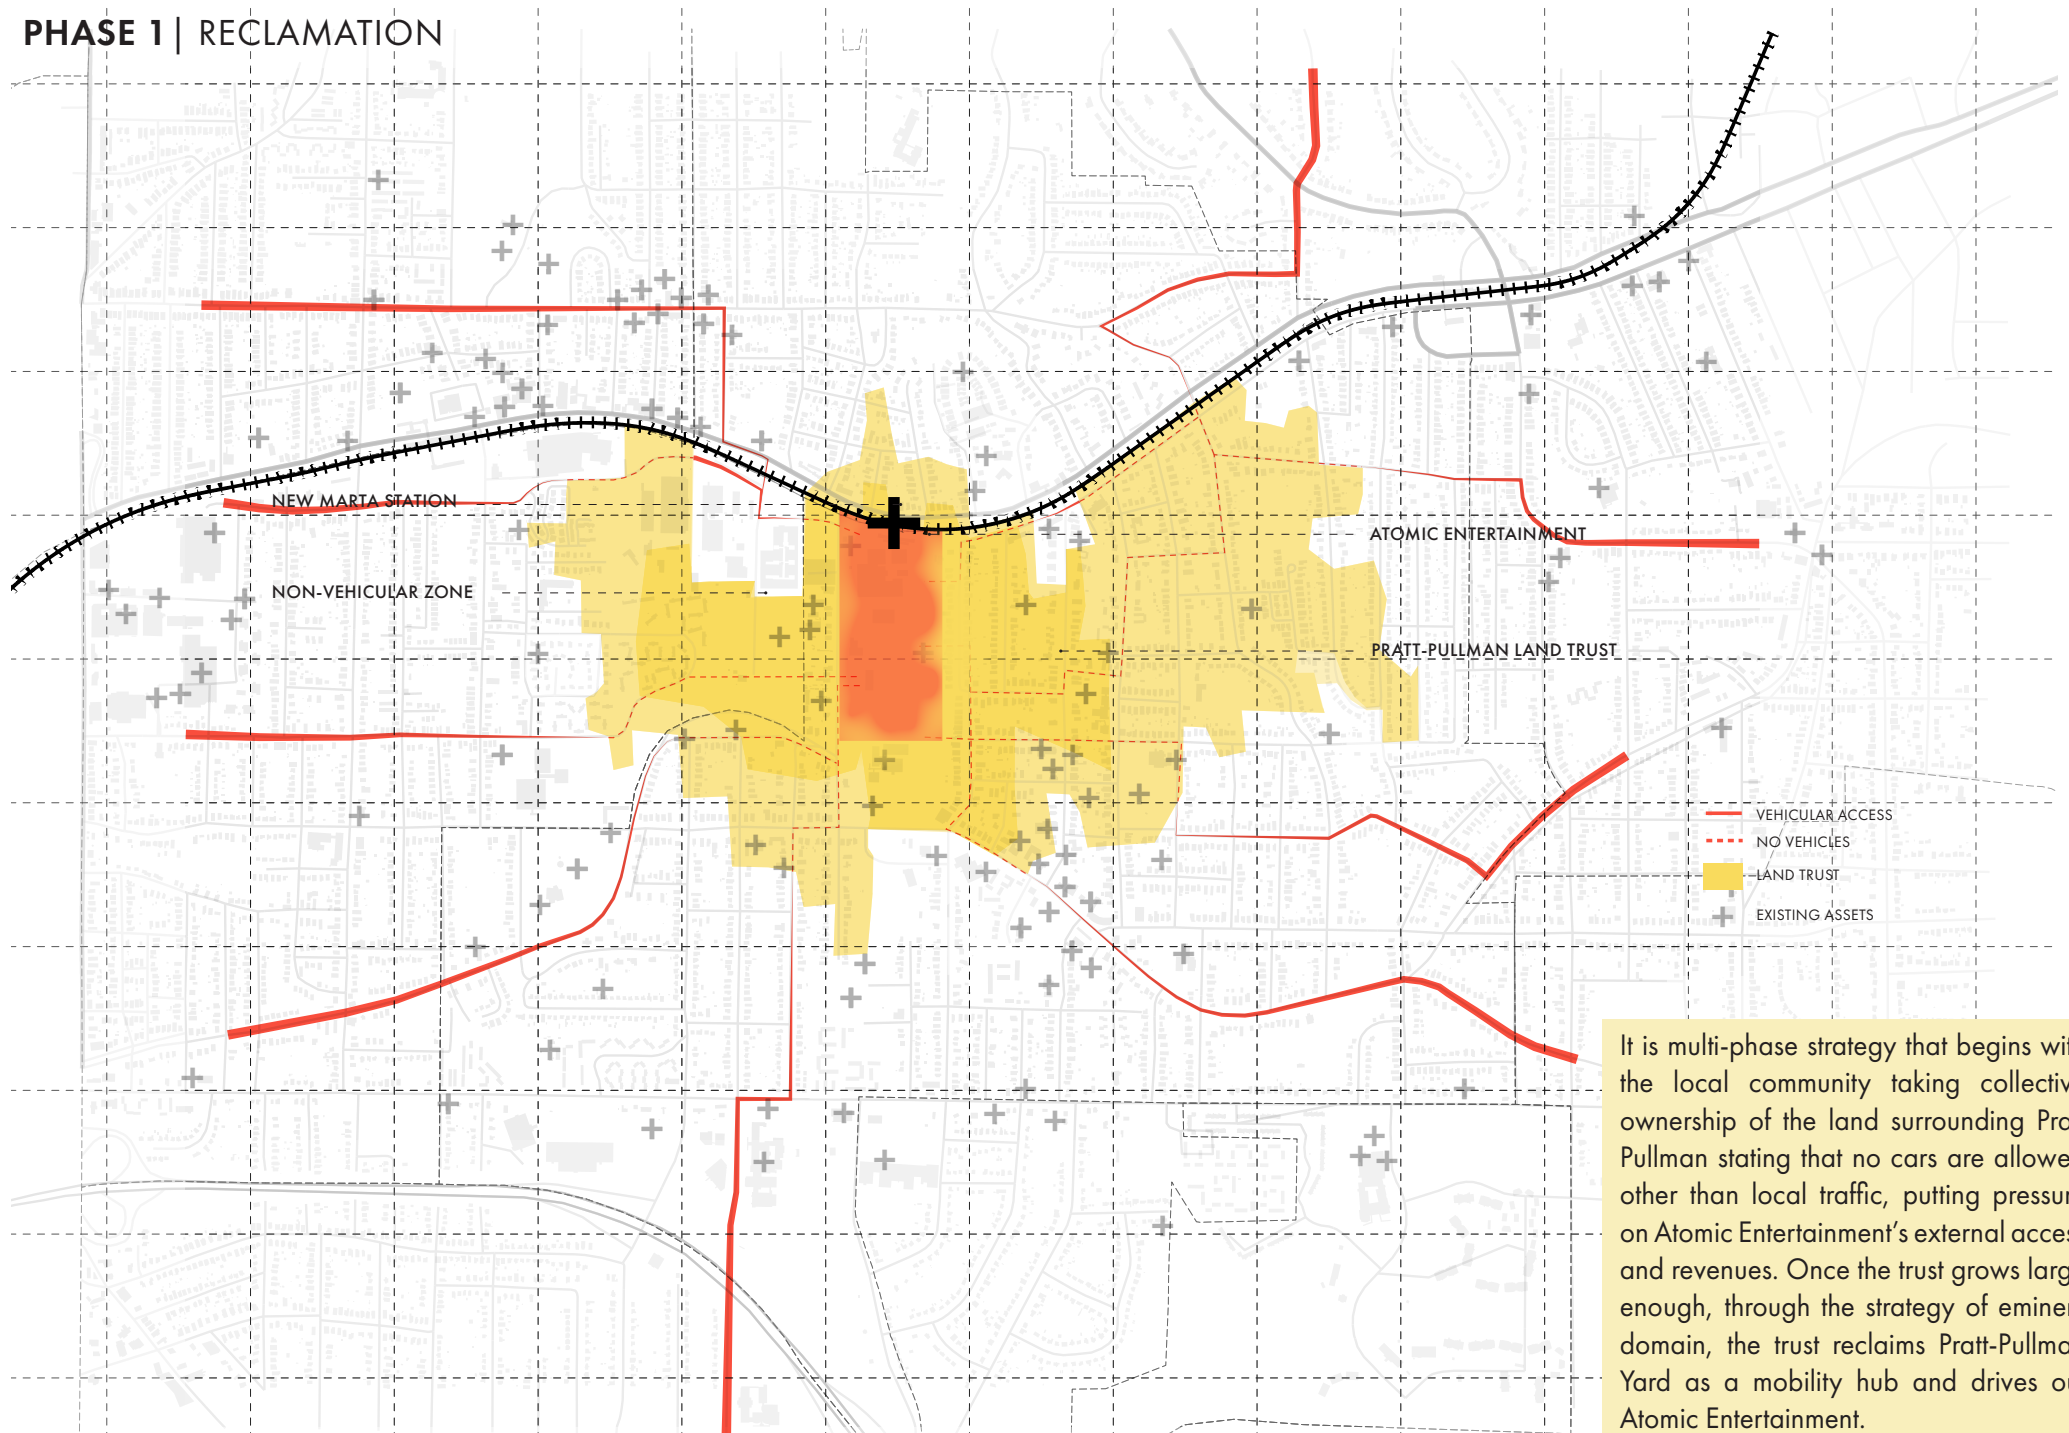 PHASE 1| RECLAMATION
NEW MARTA STATION
ATOMIC ENTERTAINMENT
NON-VEHICULAR ZONE
PRATT-PULLMAN LAND TRUST
VEHICULAR ACCESS
NO VEHICLES
LAND TRUST
EXISTING ASSETS
It is multi-phase strategy that begins wit
the local community taking collectiv
ownership of the land surrounding Pra
Pullman stating that no cars are allowe
other than local traffic, putting pressur
on Atomic Entertainment's external acces
and revenues. Once the trust grows larg
enough, through the strategy of eminen
domain, the trust reclaims Pratt-Pullma
Yard as a mobility hub and drives ou
Atomic Entertainment.